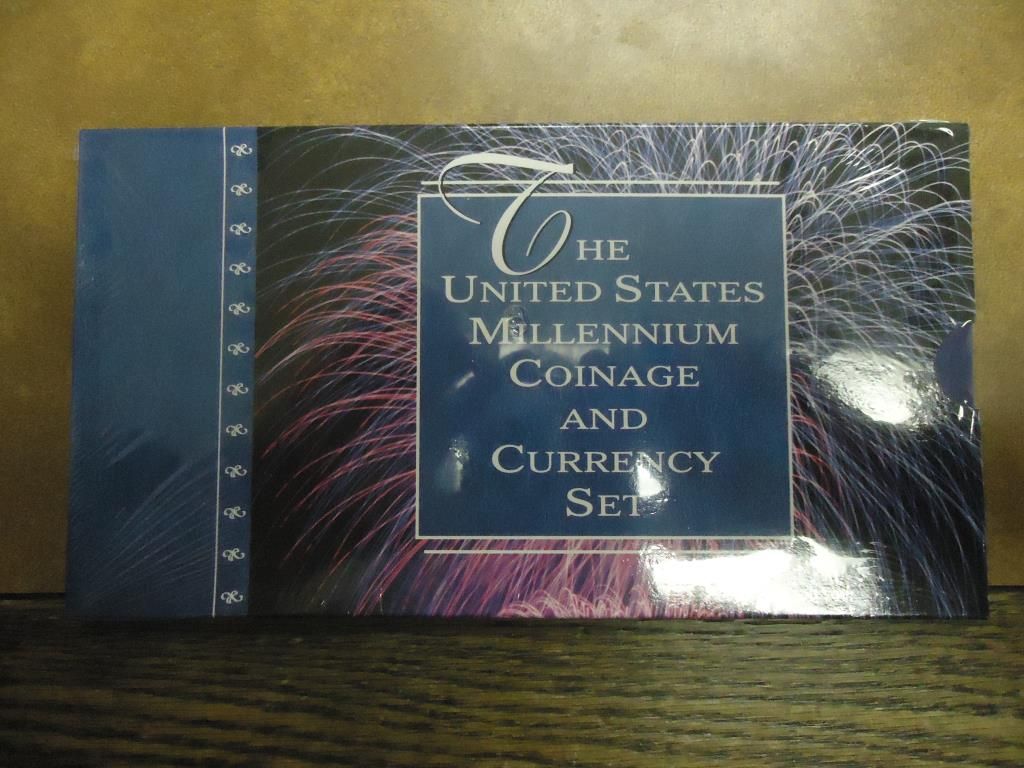 THE
UNITED STATES
MILLENNIUM
COINAGE
AND
CURRENCY
SET